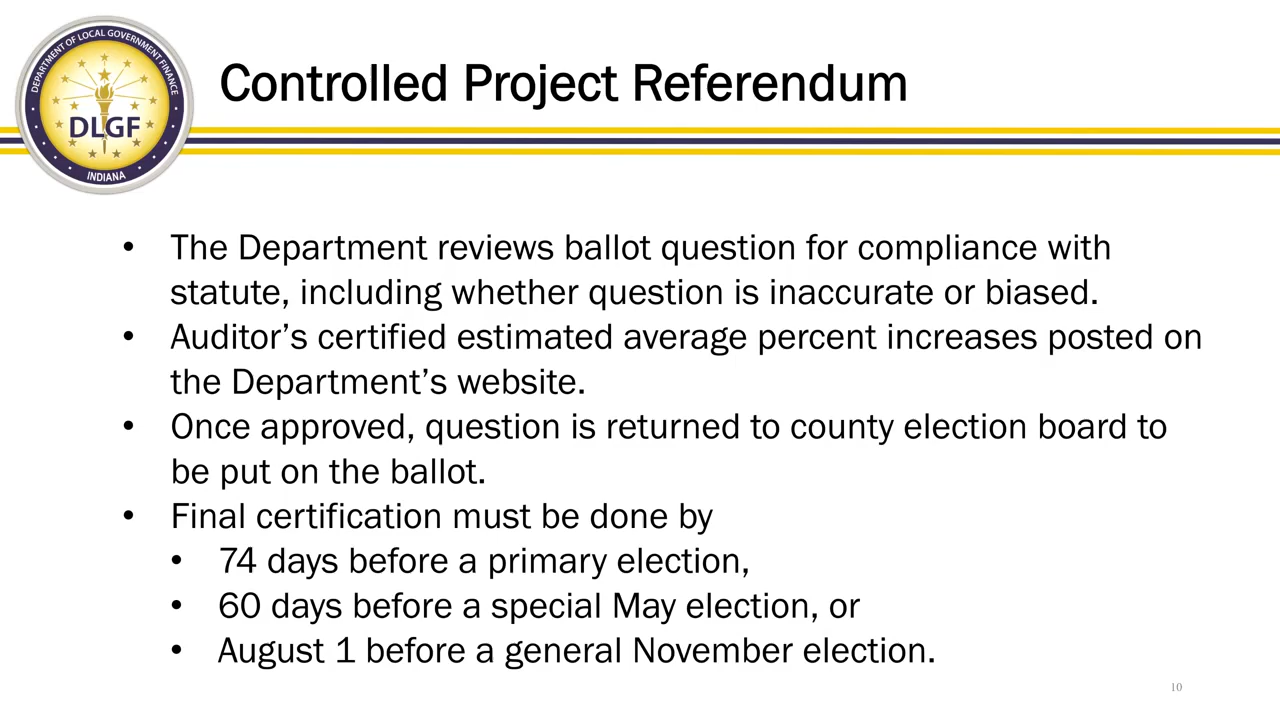 DEPARTMENT OF LOCAL GOVERNMENT FINANCE
DLGF
INDIANA
Controlled Project Referendum
• The Department reviews ballot question for compliance with
statute, including whether question is inaccurate or biased.
• Auditor’s certified estimated average percent increases posted on
the Department’s website.
• Once approved, question is returned to county election board to
be put on the ballot.
• Final certification must be done by
• 74 days before a primary election,
• 60 days before a special May election, or
• August 1 before a general November election.
10